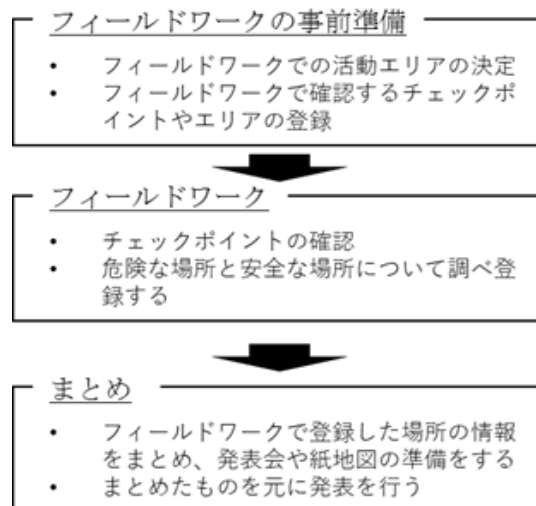 フィールドワークの事前準備
• フィールドワークでの活動エリアの決定
• フィールドワークで確認するチェックポ
イントやエリアの登録
フィールドワーク
• チェックポイントの確認
• 危険な場所と安全な場所について調べ登
録する
まとめ
• フィールドワークで登録した場所の情報
をまとめ、発表会や紙地図の準備をする
• まとめたものを元に発表を行う